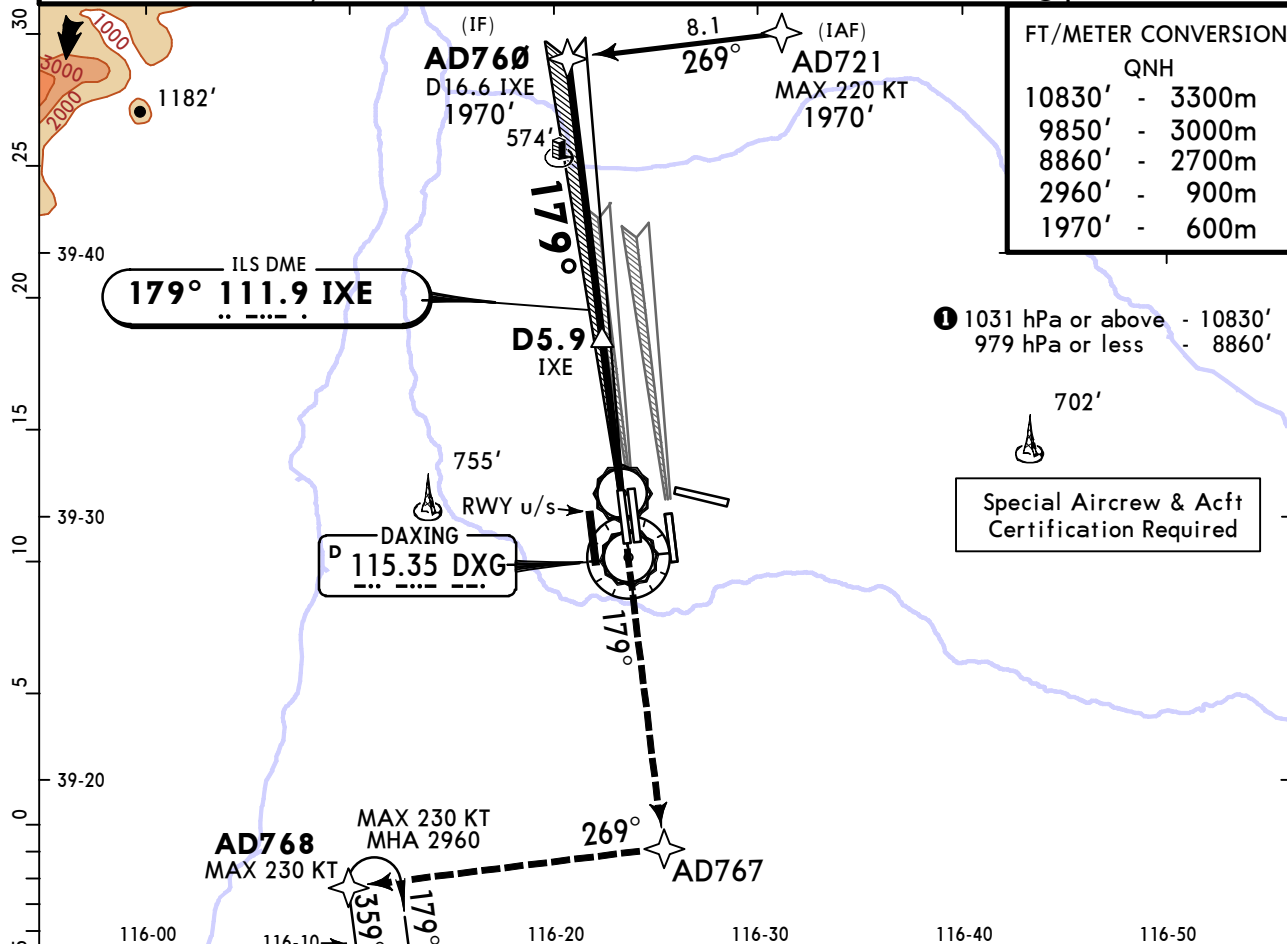 30
1000
3000
2000
1182'
(IF)
AD760
D16.6 IXE
1970'
8.1
269°
(IAF)
AD721
MAX 220 KT
1970'
FT/METER CONVERSION
QNH
10830' - 3300m
9850' - 3000m
8860' - 2700m
2960' - 900m
1970' - 600m
574'
25
179°
39-40
ILS DME
179° 111.9 IXE
20
D5.9
IXE
1 1031 hPa or above - 10830'
979 hPa or less - 8860'
15
702'
755'
RWY u/s
39-30
Special Aircrew & Acft
Certification Required
DAXING
D 115.35 DXG
10
179°
5
39-20
0
MAX 230 KT
MHA 2960
AD768
MAX 230 KT
269°
AD767
359°
179°
5
116-00
116-10
116-20
116-30
116-40
116-50